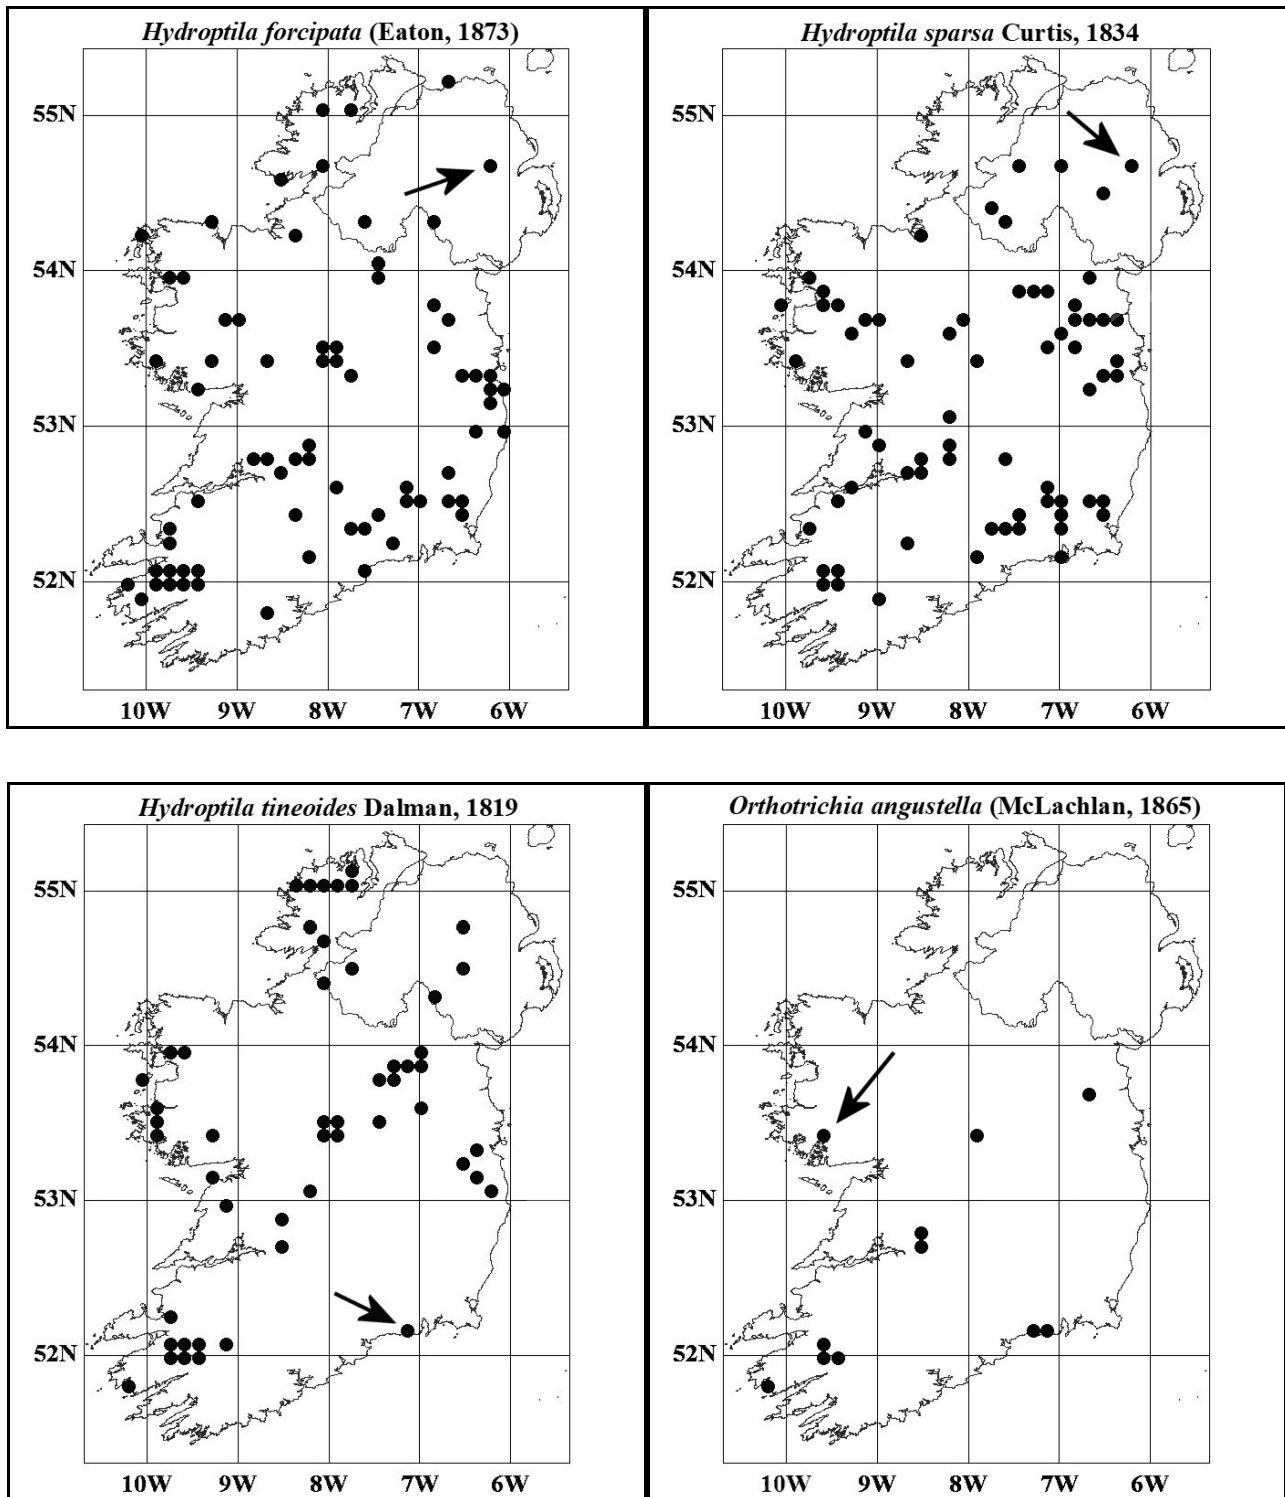 Hydroptila forcipata (Eaton, 1873)
55N
54N
53N
52N
10W 9W 8W 7W 6W
Hydroptila sparsa Curtis, 1834
55N
54N
53N
52N
10W 9W 8W 7W 6W
Hydroptila tineoides Dalman, 1819
55N
54N
53N
52N
10W 9W 8W 7W 6W
Orthotrichia angustella (McLachlan, 1865)
55N
54N
53N
52N
10W 9W 8W 7W 6W